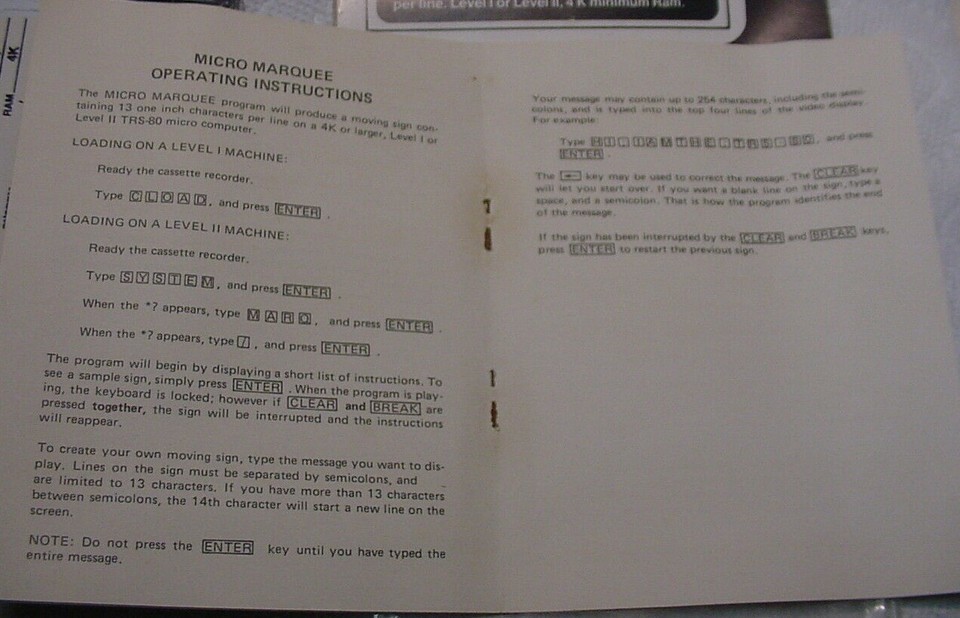 per line. Level I or Level II, 4 K minimum Ram.
RAM 4K
MICRO MARQUEE
OPERATING INSTRUCTIONS
The MICRO MARQUEE program will produce a moving sign con-
taining 13 one inch characters per line on a 4K or larger, Level I or
Level II TRS-80 micro computer.
LOADING ON A LEVEL I MACHINE:
Ready the cassette recorder.
Type C L O A D, and press ENTER .
LOADING ON A LEVEL II MACHINE:
Ready the cassette recorder.
Type S Y S T E M , and press ENTER .
When the *? appears, type M A R Q , and press ENTER .
When the *? appears, type / , and press ENTER .
The program will begin by displaying a short list of instructions. To
see a sample sign, simply press ENTER . When the program is play-
ing, the keyboard is locked; however if CLEAR and BREAK are
pressed together, the sign will be interrupted and the instructions
will reappear.
To create your own moving sign, type the message you want to dis-
play. Lines on the sign must be separated by semicolons, and
are limited to 13 characters. If you have more than 13 characters
between semicolons, the 14th character will start a new line on the
screen.
NOTE: Do not press the ENTER key until you have typed the
entire message.
Your message may contain up to 254 characters, including the semi-
colons, and is typed into the top four lines of the video display.
For example:
Type and press
ENTER .
The ← key may be used to correct the message. The CLEAR key
will let you start over. If you want a blank line on the sign, type a
space, and a semicolon. That is how the program identifies the end
of the message.
If the sign has been interrupted by the CLEAR and BREAK keys,
press ENTER to restart the previous sign.